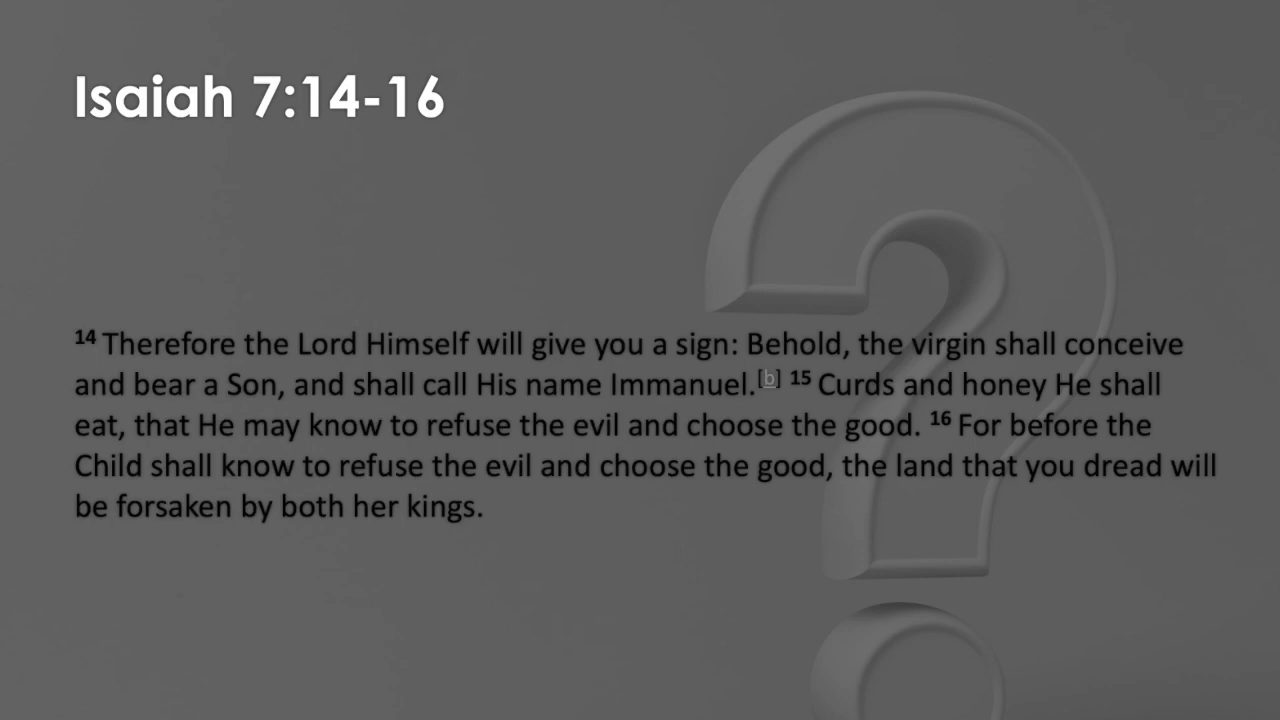 Isaiah 7:14-16
14 Therefore the Lord Himself will give you a sign: Behold, the virgin shall conceive
and bear a Son, and shall call His name Immanuel.[b] 15 Curds and honey He shall
eat, that He may know to refuse the evil and choose the good. 16 For before the
Child shall know to refuse the evil and choose the good, the land that you dread will
be forsaken by both her kings.